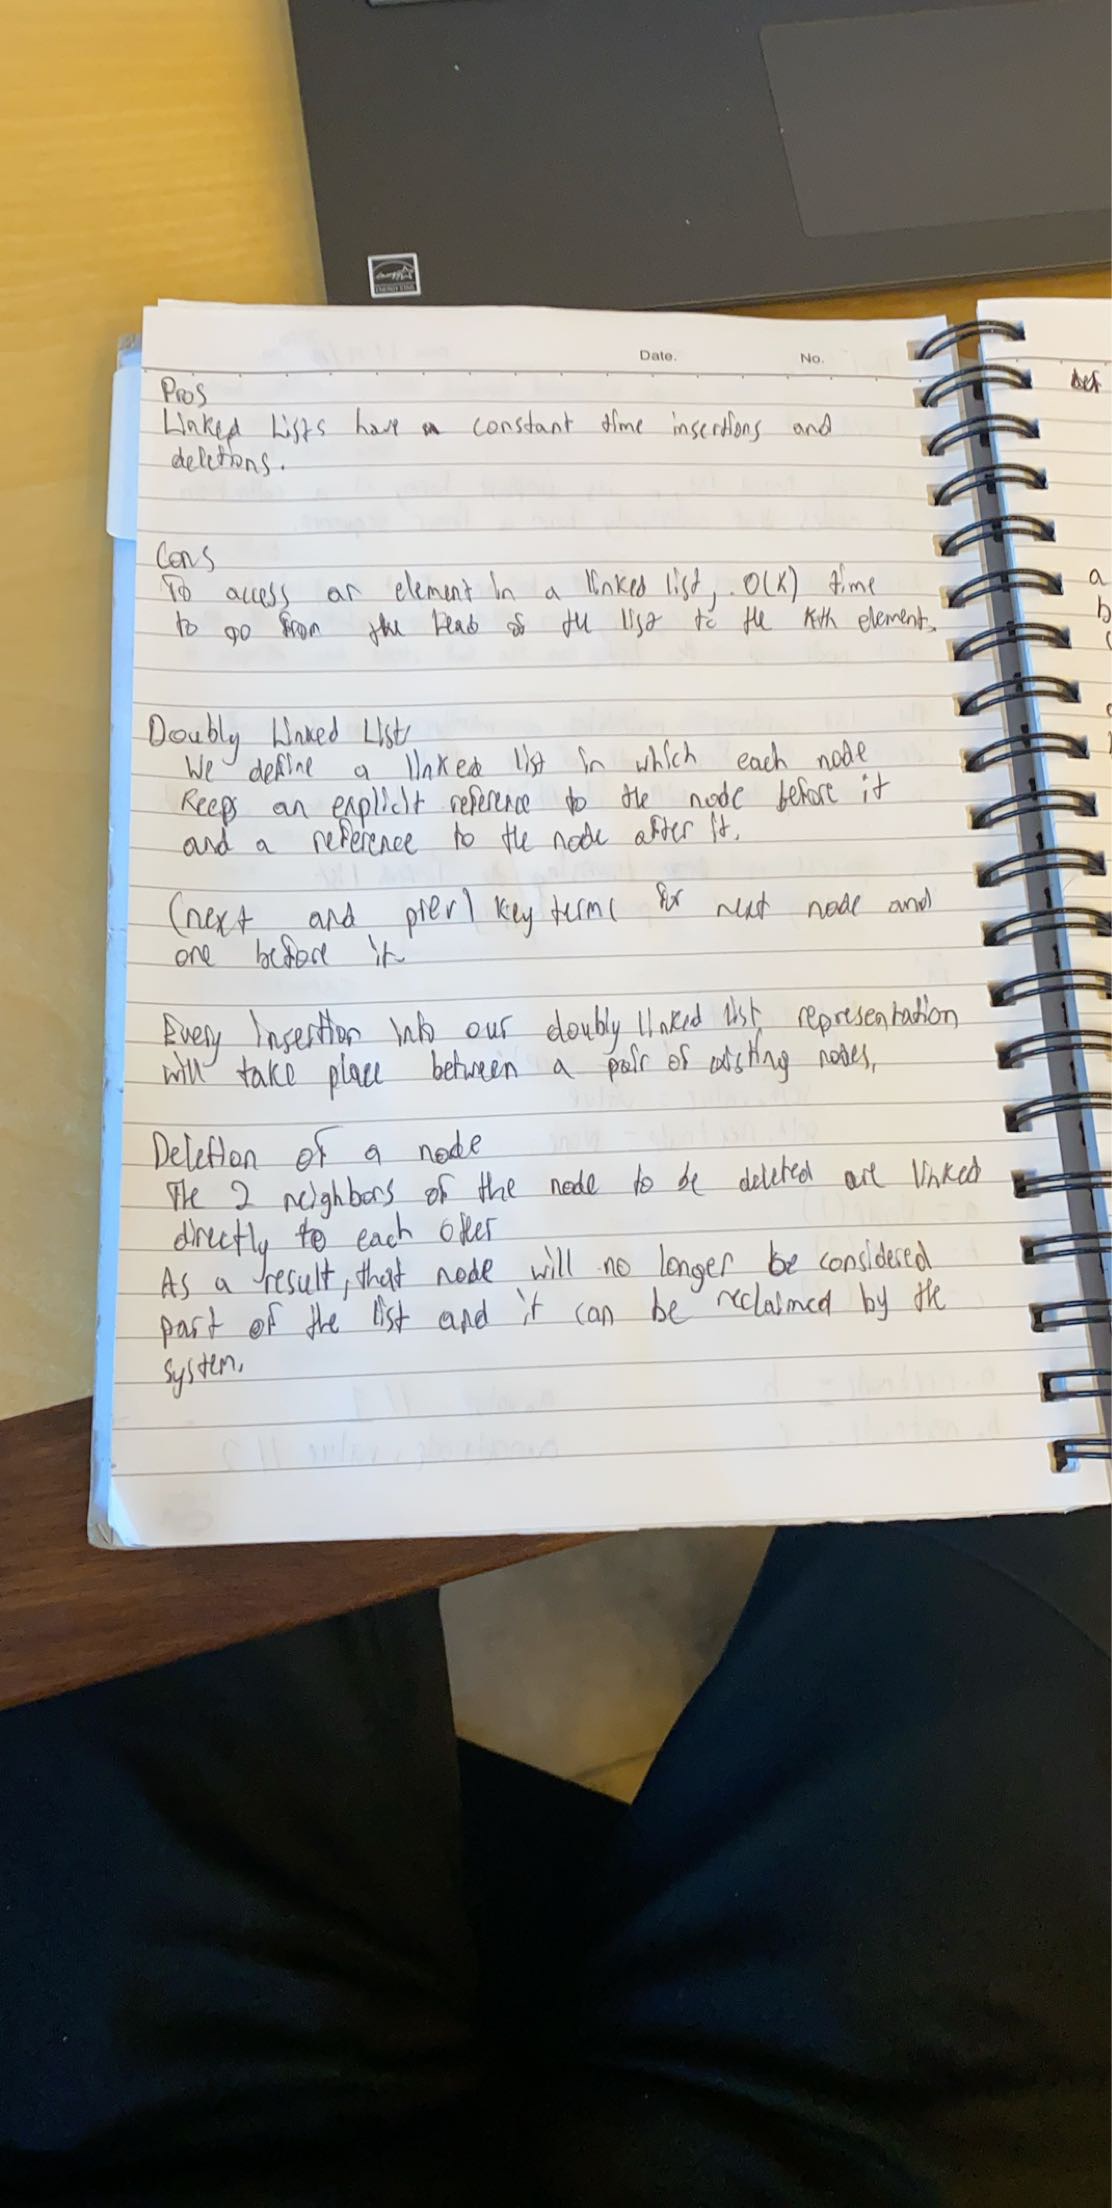 Date. No.
Pros
Linked Lists have a constant time insertions and
deletions.
Cons
To access an element in a linked list, O(K) time
to go from the head of the list to the Kth element.
Doubly Linked List
We define a linked list in which each node
Keeps an explicit reference to the node before it
and a reference to the node after it.
(next and prev) key terms for next node and
one before it
Every insertion into our doubly linked list representation
will take place between a pair of existing nodes,
Deletion of a node
The 2 neighbors of the node to be deleted are linked
directly to each other
As a result, that node will no longer be considered
part of the list and it can be reclaimed by the
system.
def
a
b
ENERGY STAR